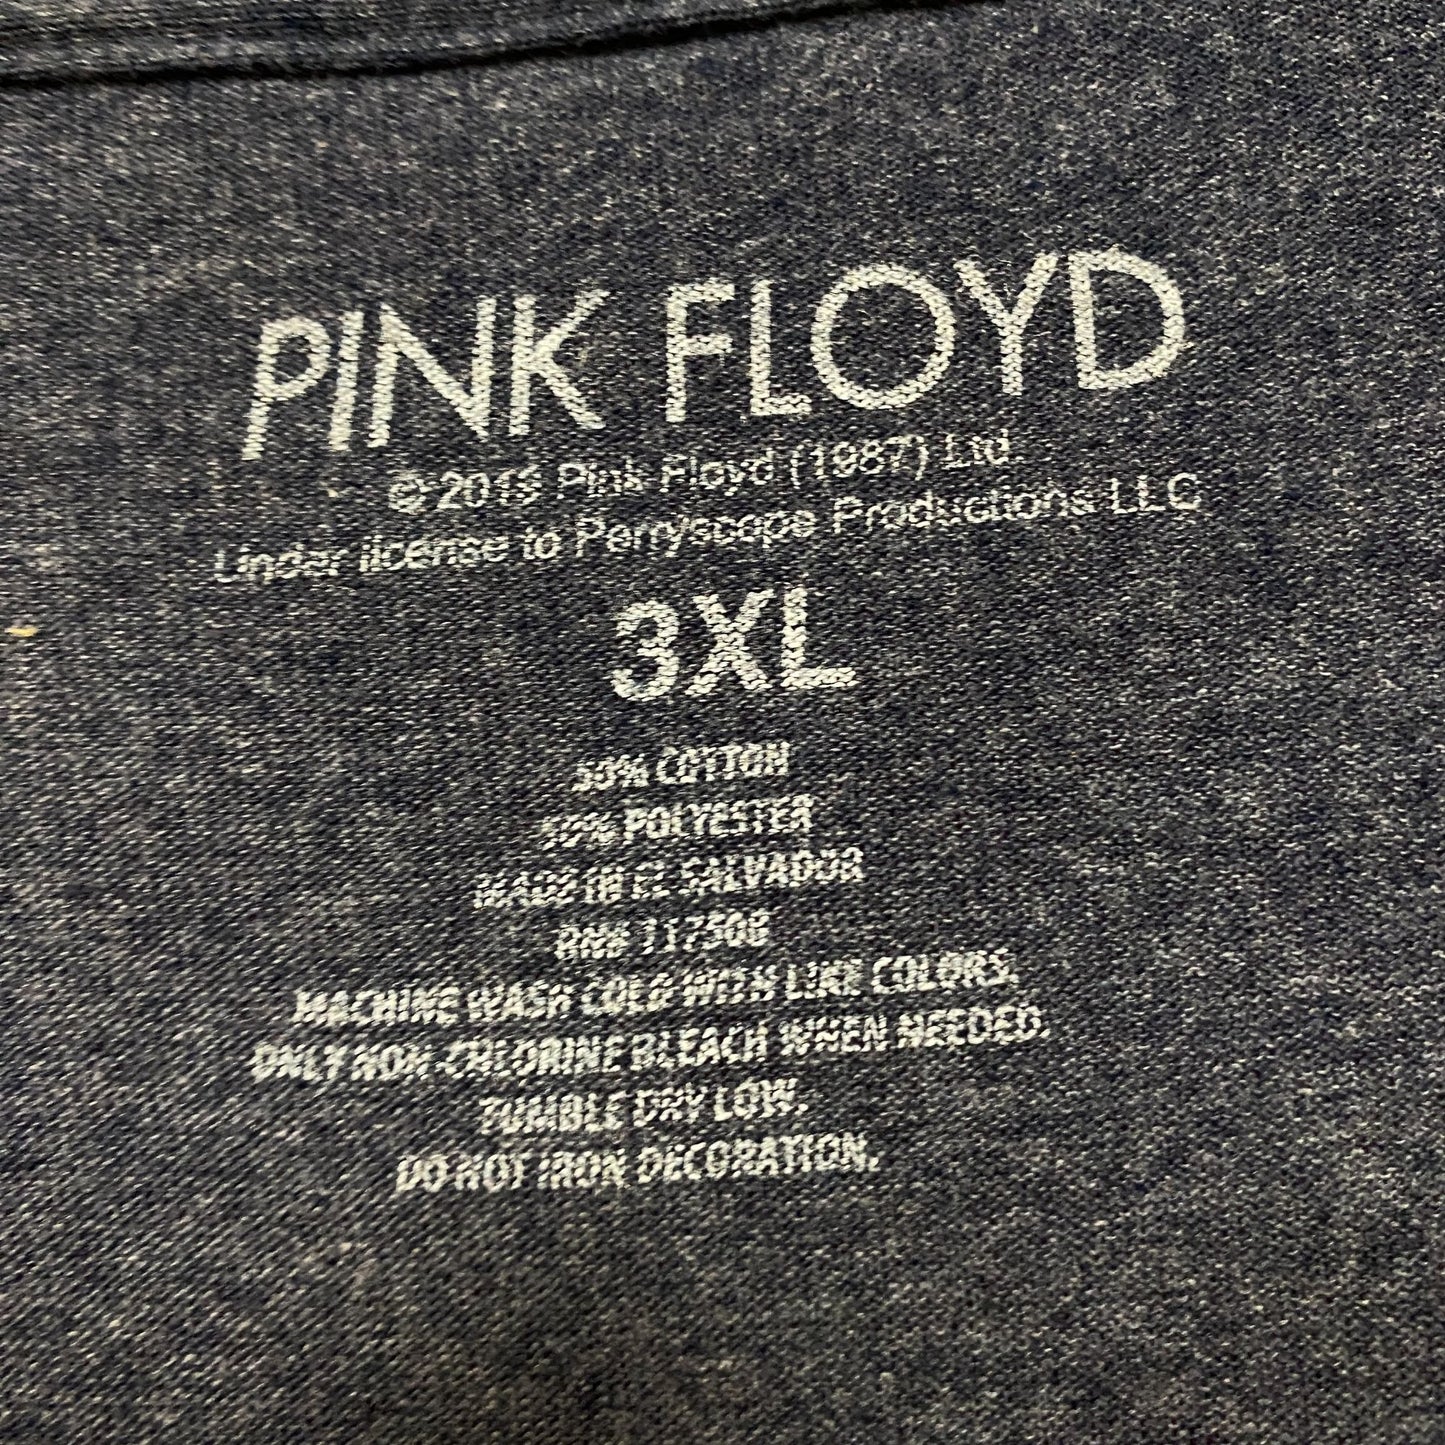 PINK FLOYD
© 2018 Pink Floyd (1987) Ltd
Under license to Perryscope Productions LLC
3XL
50% COTTON
50% POLYESTER
MADE IN EL SALVADOR
RN#
MACHINE WASH COLD WITH LIKE COLORS.
ONLY NON-CHLORINE BLEACH WHEN NEEDED.
TUMBLE DRY LOW.
DO NOT IRON DECORATION.